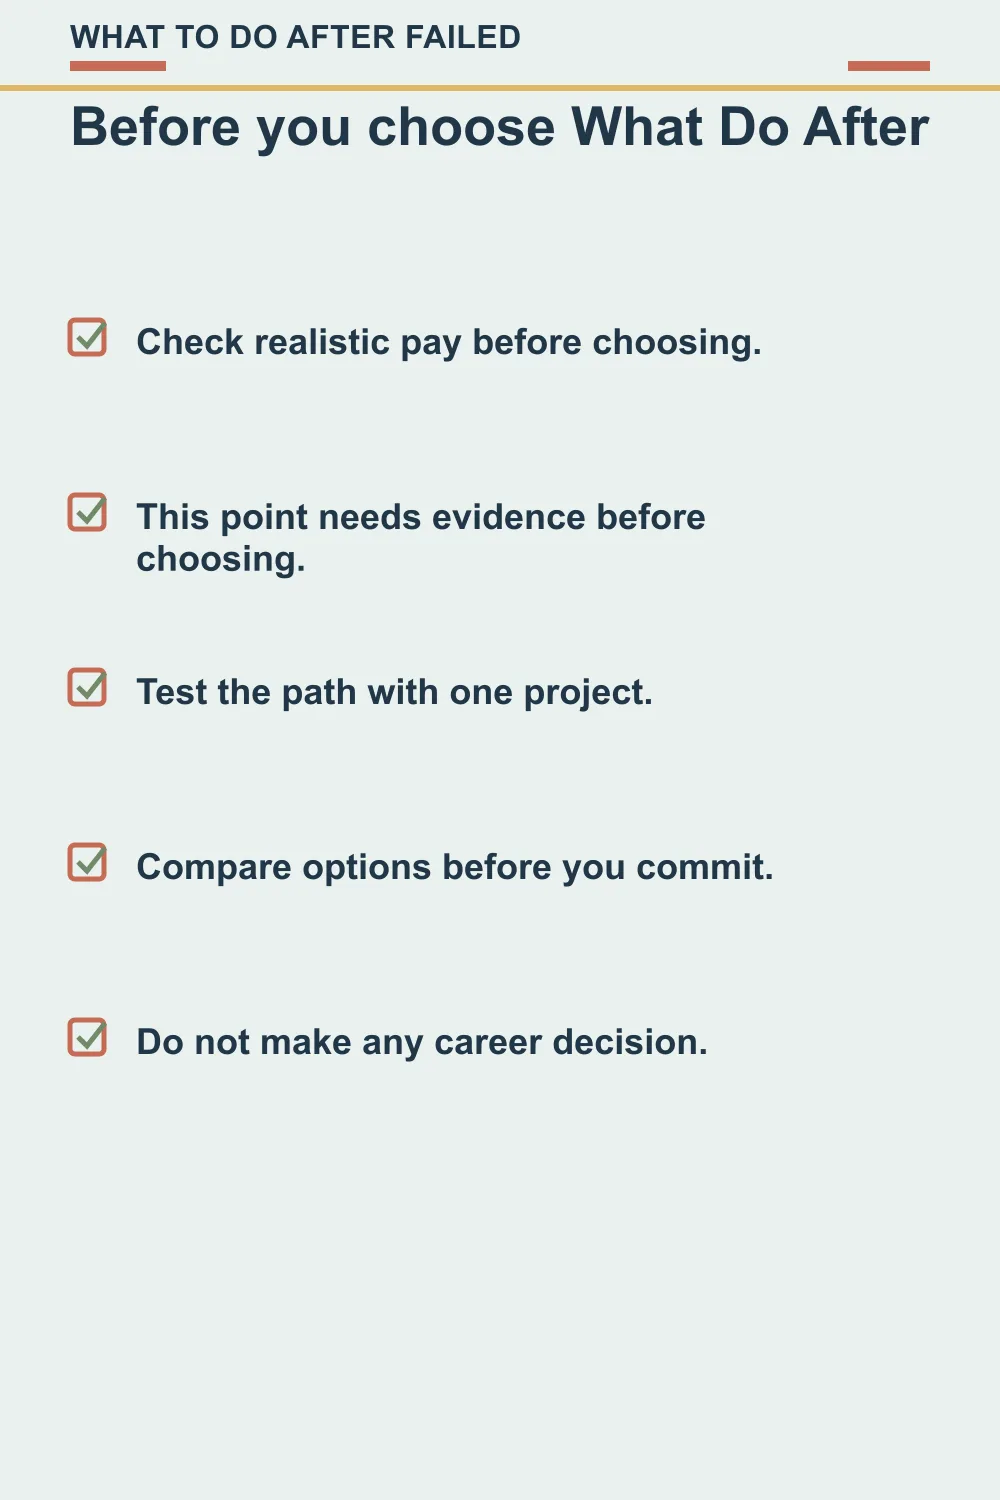 WHAT TO DO AFTER FAILED
Before you choose What Do After
Check realistic pay before choosing.
This point needs evidence before
choosing.
Test the path with one project.
Compare options before you commit.
Do not make any career decision.